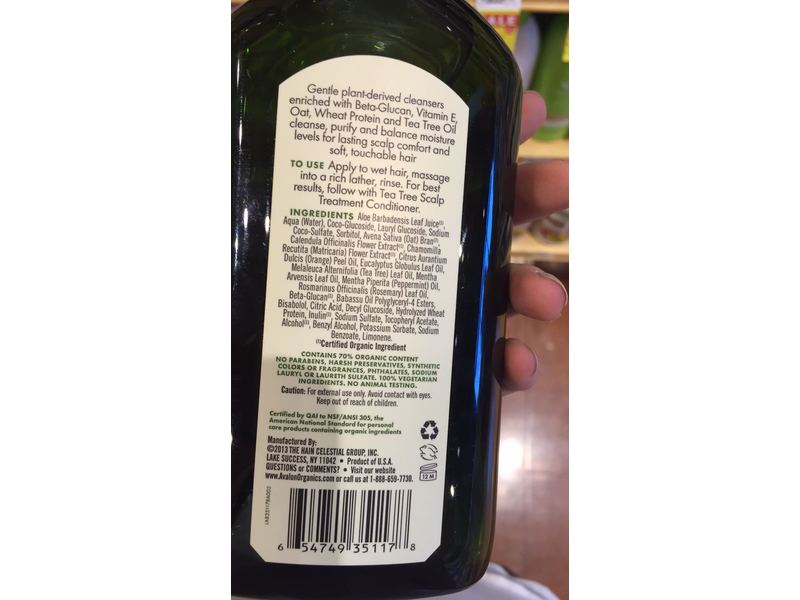 Gentle plant-derived cleansers
enriched with Beta-Glucan, Vitamin E,
Oat, Wheat Protein and Tea Tree Oil
cleanse, purify and balance moisture
levels for lasting scalp comfort and
soft, touchable hair
TO USE Apply to wet hair, massage
into a rich lather, rinse. For best
results, follow with Tea Tree Scalp
Treatment Conditioner.
INGREDIENTS Aloe Barbadensis Leaf Juice(1),
Aqua (Water), Coco-Glucoside, Lauryl Glucoside, Sodium
Coco-Sulfate, Sorbitol, Avena Sativa (Oat) Bran(1),
Calendula Officinalis Flower Extract(1), Chamomilla
Recutita (Matricaria) Flower Extract(1), Citrus Aurantium
Dulcis (Orange) Peel Oil, Eucalyptus Globulus Leaf Oil,
Melaleuca Alternifolia (Tea Tree) Leaf Oil, Mentha
Arvensis Leaf Oil, Mentha Piperita (Peppermint) Oil,
Rosmarinus Officinalis (Rosemary) Leaf Oil,
Beta-Glucan(1), Babassu Oil Polyglyceryl-4 Esters,
Bisabolol, Citric Acid, Decyl Glucoside, Hydrolyzed Wheat
Protein, Inulin(1), Sodium Sulfate, Tocopheryl Acetate,
Alcohol(1), Benzyl Alcohol, Potassium Sorbate, Sodium
Benzoate, Limonene.
(1)Certified Organic Ingredient
CONTAINS 70% ORGANIC CONTENT
NO PARABENS, HARSH PRESERVATIVES, SYNTHETIC
COLORS OR FRAGRANCES, PHTHALATES, SODIUM
LAURYL OR LAURETH SULFATE. 100% VEGETARIAN
INGREDIENTS. NO ANIMAL TESTING.
Caution: For external use only. Avoid contact with eyes.
Keep out of reach of children.
Certified by QAI to NSF/ANSI 305, the
American National Standard for personal
care products containing organic ingredients
Manufactured By:
©2013 THE HAIN CELESTIAL GROUP, INC.
LAKE SUCCESS, NY 11042 • Product of U.S.A.
QUESTIONS or COMMENTS? • Visit our website
www.AvalonOrganics.com or call us at 1-888-659-7730.
12 M
6 54749 35117 8